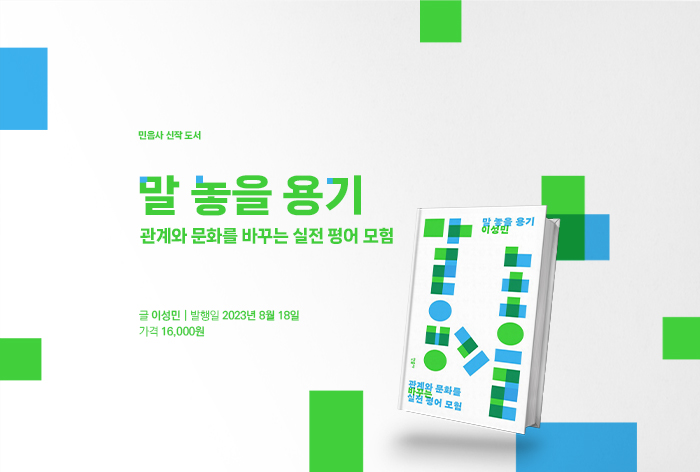 민음사 신작 도서
말 놓을 용기
관계와 문화를 바꾸는 실전 평어 모험
글 이성민 | 발행일 2023년 8월 18일
가격 16,000원
말 놓을 용기
이성민
관계와 문화를
바꾸는
실전 평어 모험